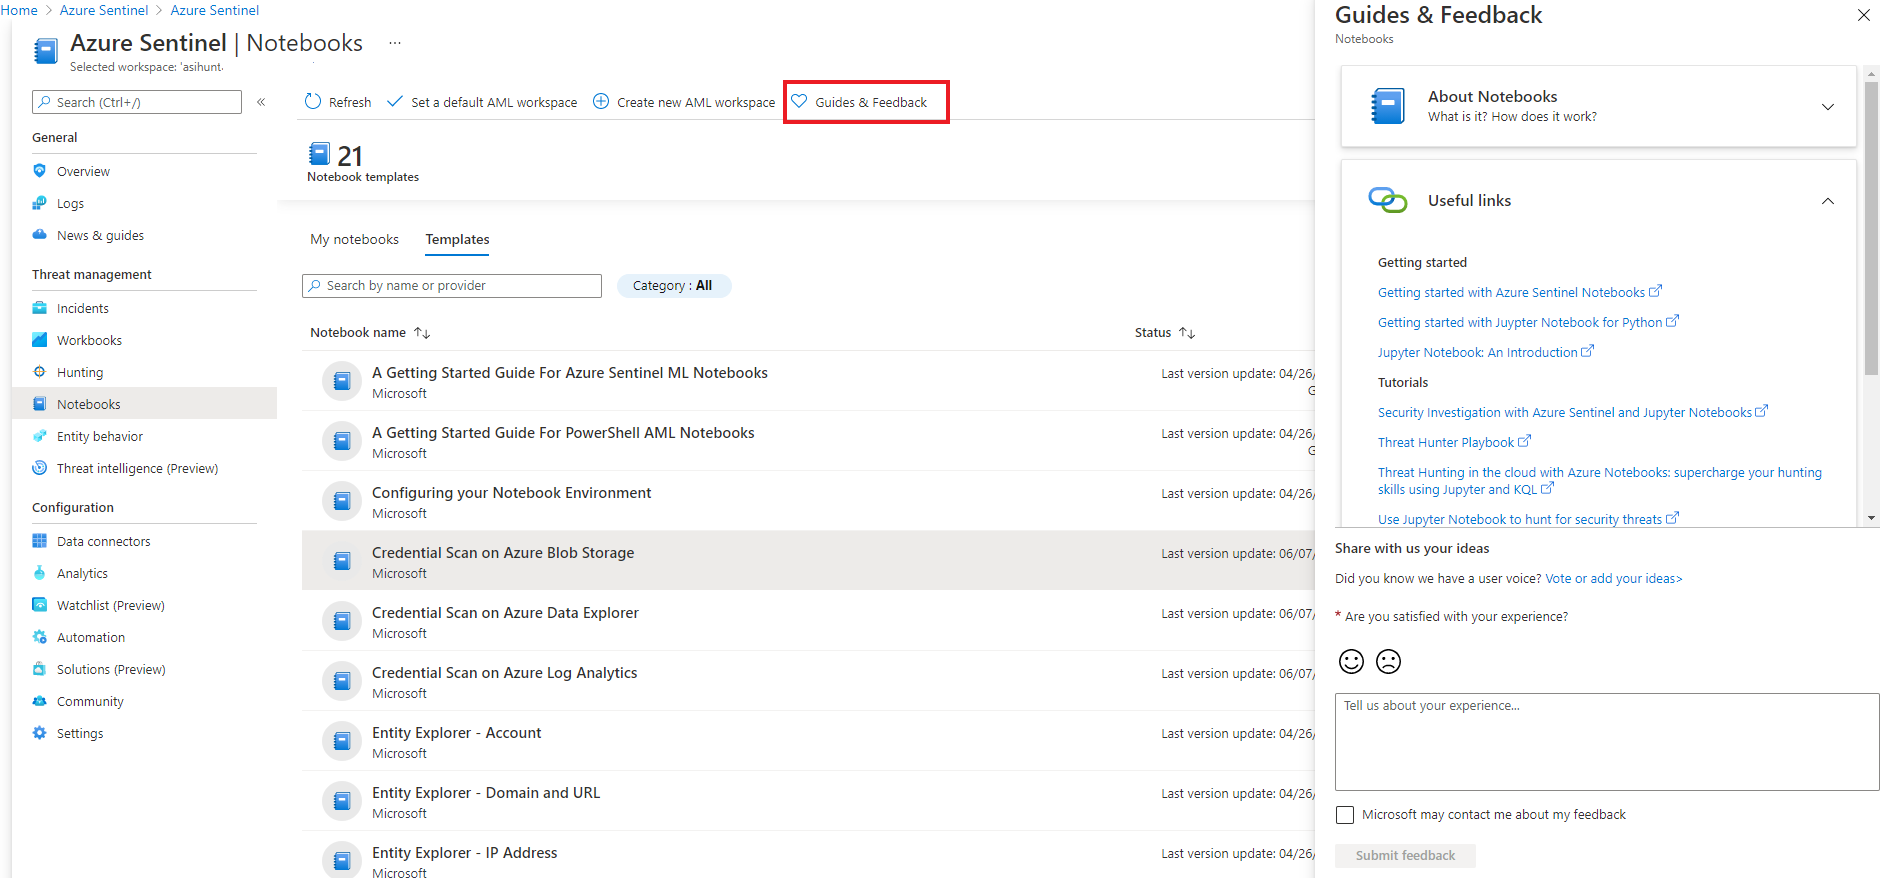 Home > Azure Sentinel > Azure Sentinel
Azure Sentinel | Notebooks ...
Selected workspace: 'asihunt
Search (Ctrl+/) «
General
Overview
Logs
News & guides
Threat management
Incidents
Workbooks
Hunting
Notebooks
Entity behavior
Threat intelligence (Preview)
Configuration
Data connectors
Analytics
Watchlist (Preview)
Automation
Solutions (Preview)
Community
Settings
Refresh Set a default AML workspace Create new AML workspace Guides & Feedback
21
Notebook templates
My notebooks Templates
Search by name or provider Category : All
Notebook name ↑↓ Status ↑↓
A Getting Started Guide For Azure Sentinel ML Notebooks Last version update: 04/26/
Microsoft G
A Getting Started Guide For PowerShell AML Notebooks Last version update: 04/26/
Microsoft G
Configuring your Notebook Environment Last version update: 04/26/
Microsoft
Credential Scan on Azure Blob Storage Last version update: 06/07/
Microsoft
Credential Scan on Azure Data Explorer Last version update: 06/07/
Microsoft
Credential Scan on Azure Log Analytics Last version update: 06/07/
Microsoft
Entity Explorer - Account Last version update: 04/26/
Microsoft
Entity Explorer - Domain and URL Last version update: 04/26/
Microsoft
Entity Explorer - IP Address Last version update: 04/26/
Microsoft
Guides & Feedback
Notebooks
About Notebooks
What is it? How does it work?
Useful links
Getting started
Getting started with Azure Sentinel Notebooks
Getting started with Juypter Notebook for Python
Jupyter Notebook: An Introduction
Tutorials
Security Investigation with Azure Sentinel and Jupyter Notebooks
Threat Hunter Playbook
Threat Hunting in the cloud with Azure Notebooks: supercharge your hunting
skills using Jupyter and KQL
Use Jupyter Notebook to hunt for security threats
Share with us your ideas
Did you know we have a user voice? Vote or add your ideas>
* Are you satisfied with your experience?
Tell us about your experience...
Microsoft may contact me about my feedback
Submit feedback